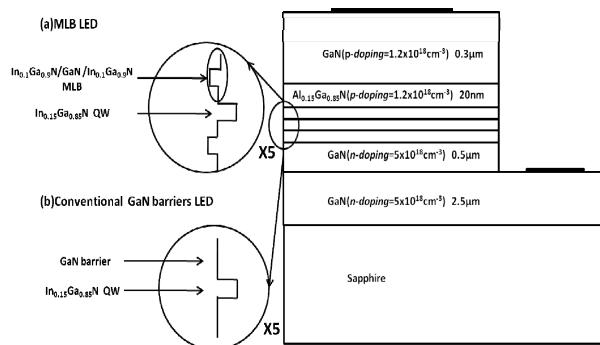 (a)MLB LED
In0.1Ga0.9N/GaN/In0.1Ga0.9N
MLB
In0.15Ga0.85N QW
X5
(b)Conventional GaN barriers LED
GaN barrier
In0.15Ga0.85N QW
X5
GaN(p-doping=1.2x10¹⁸cm⁻³) 0.3μm
Al0.15Ga0.85N(p-doping=1.2x10¹⁸cm⁻³) 20nm
GaN(n-doping=5x10¹⁸cm⁻³) 0.5μm
GaN(n-doping=5x10¹⁸cm⁻³) 2.5μm
Sapphire